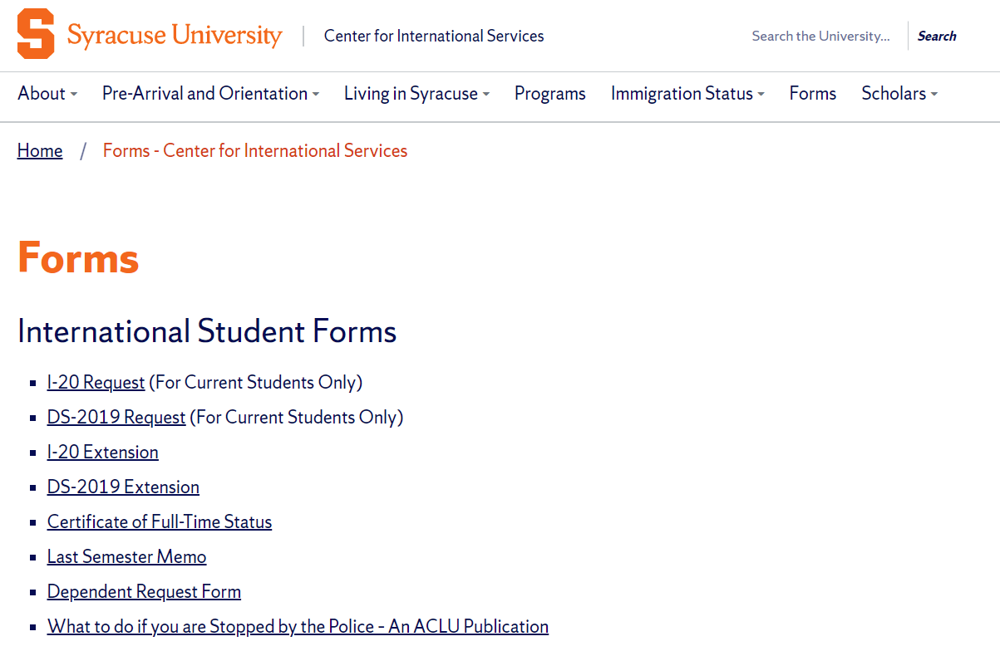 S Syracuse University | Center for International Services Search the University... Search
About Pre-Arrival and Orientation Living in Syracuse Programs Immigration Status Forms Scholars
Home / Forms - Center for International Services
Forms
International Student Forms
I-20 Request (For Current Students Only)
DS-2019 Request (For Current Students Only)
I-20 Extension
DS-2019 Extension
Certificate of Full-Time Status
Last Semester Memo
Dependent Request Form
What to do if you are Stopped by the Police – An ACLU Publication